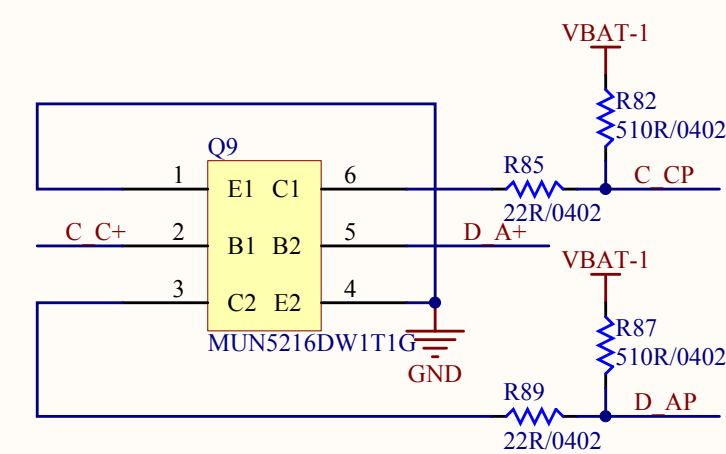 VBAT-1
R82
510R/0402
Q9
1
E1 C1
6
R85
22R/0402
C_CP
C_C+
2
B1 B2
5
D_A+
VBAT-1
3
C2 E2
4
MUN5216DW1T1G
GND
R87
510R/0402
R89
22R/0402
D_AP